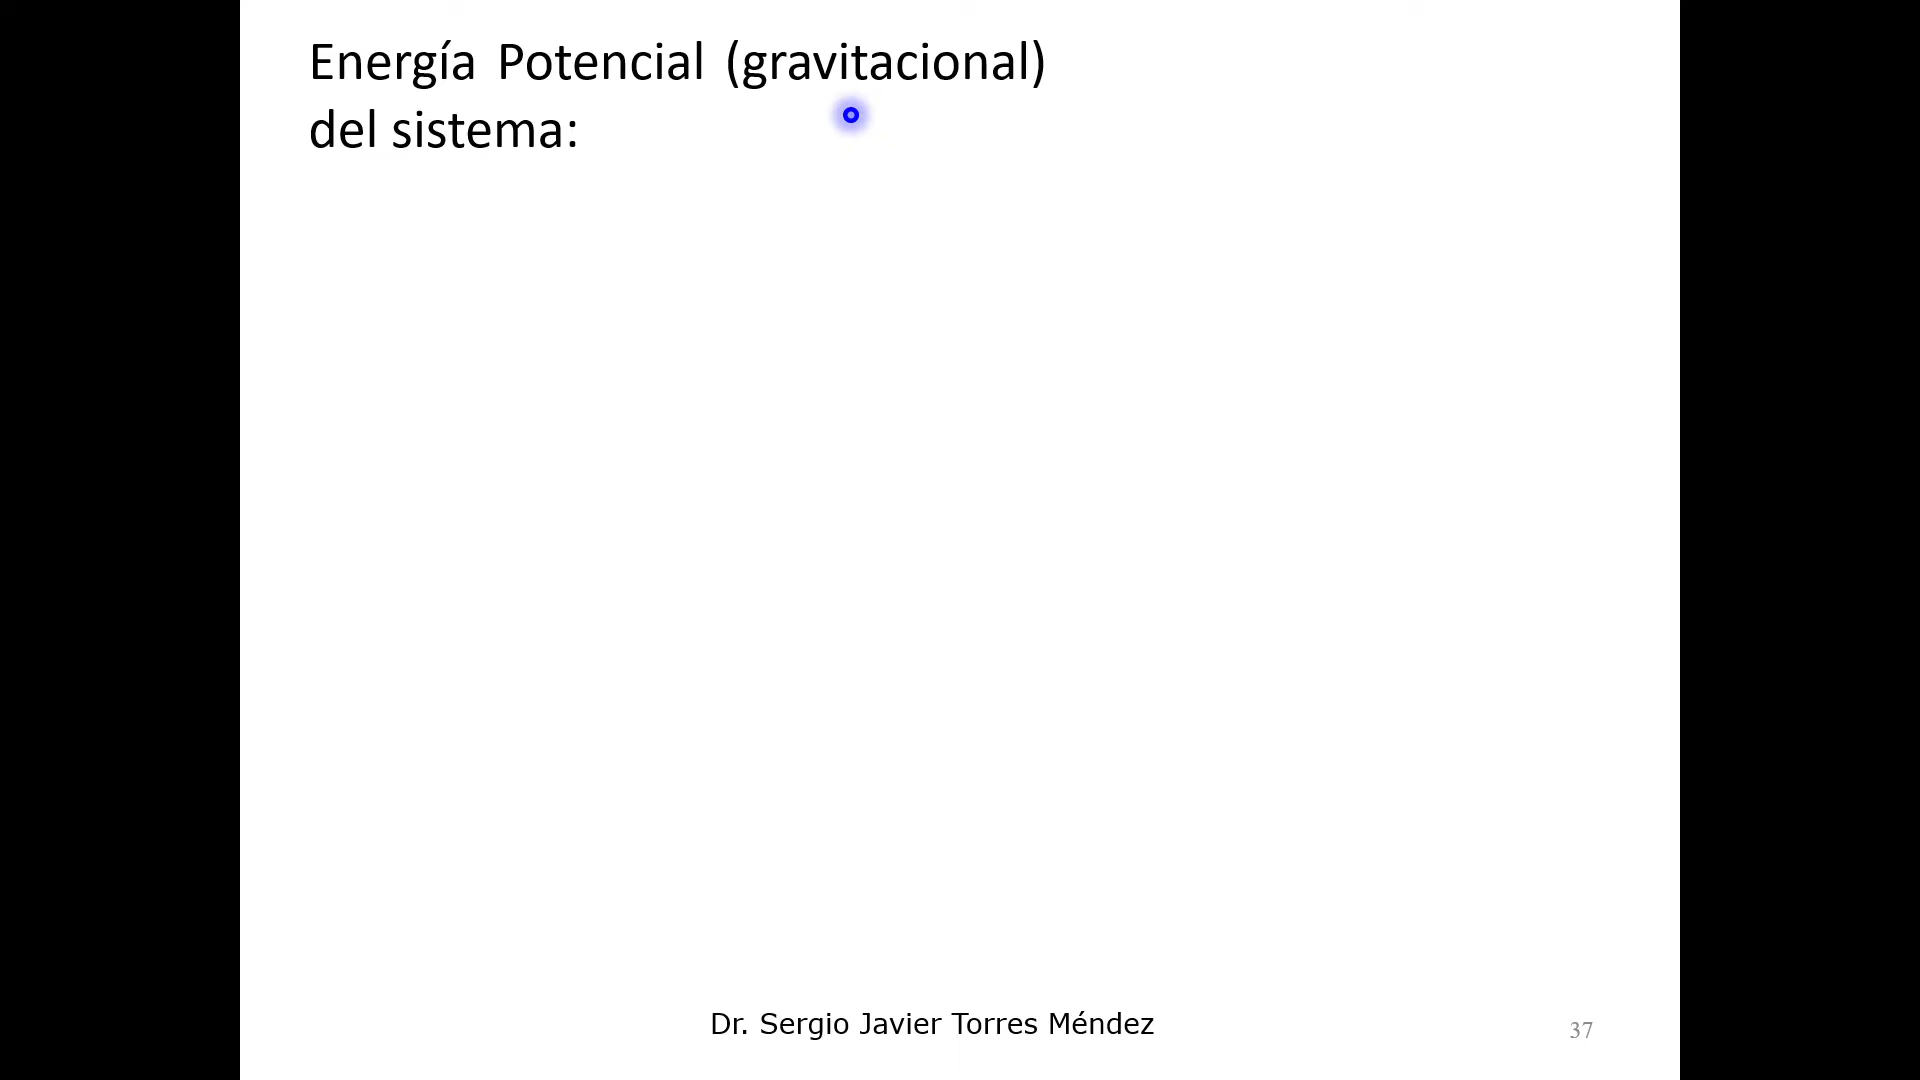 Energía Potencial (gravitacional)
del sistema:
Dr. Sergio Javier Torres Méndez
37